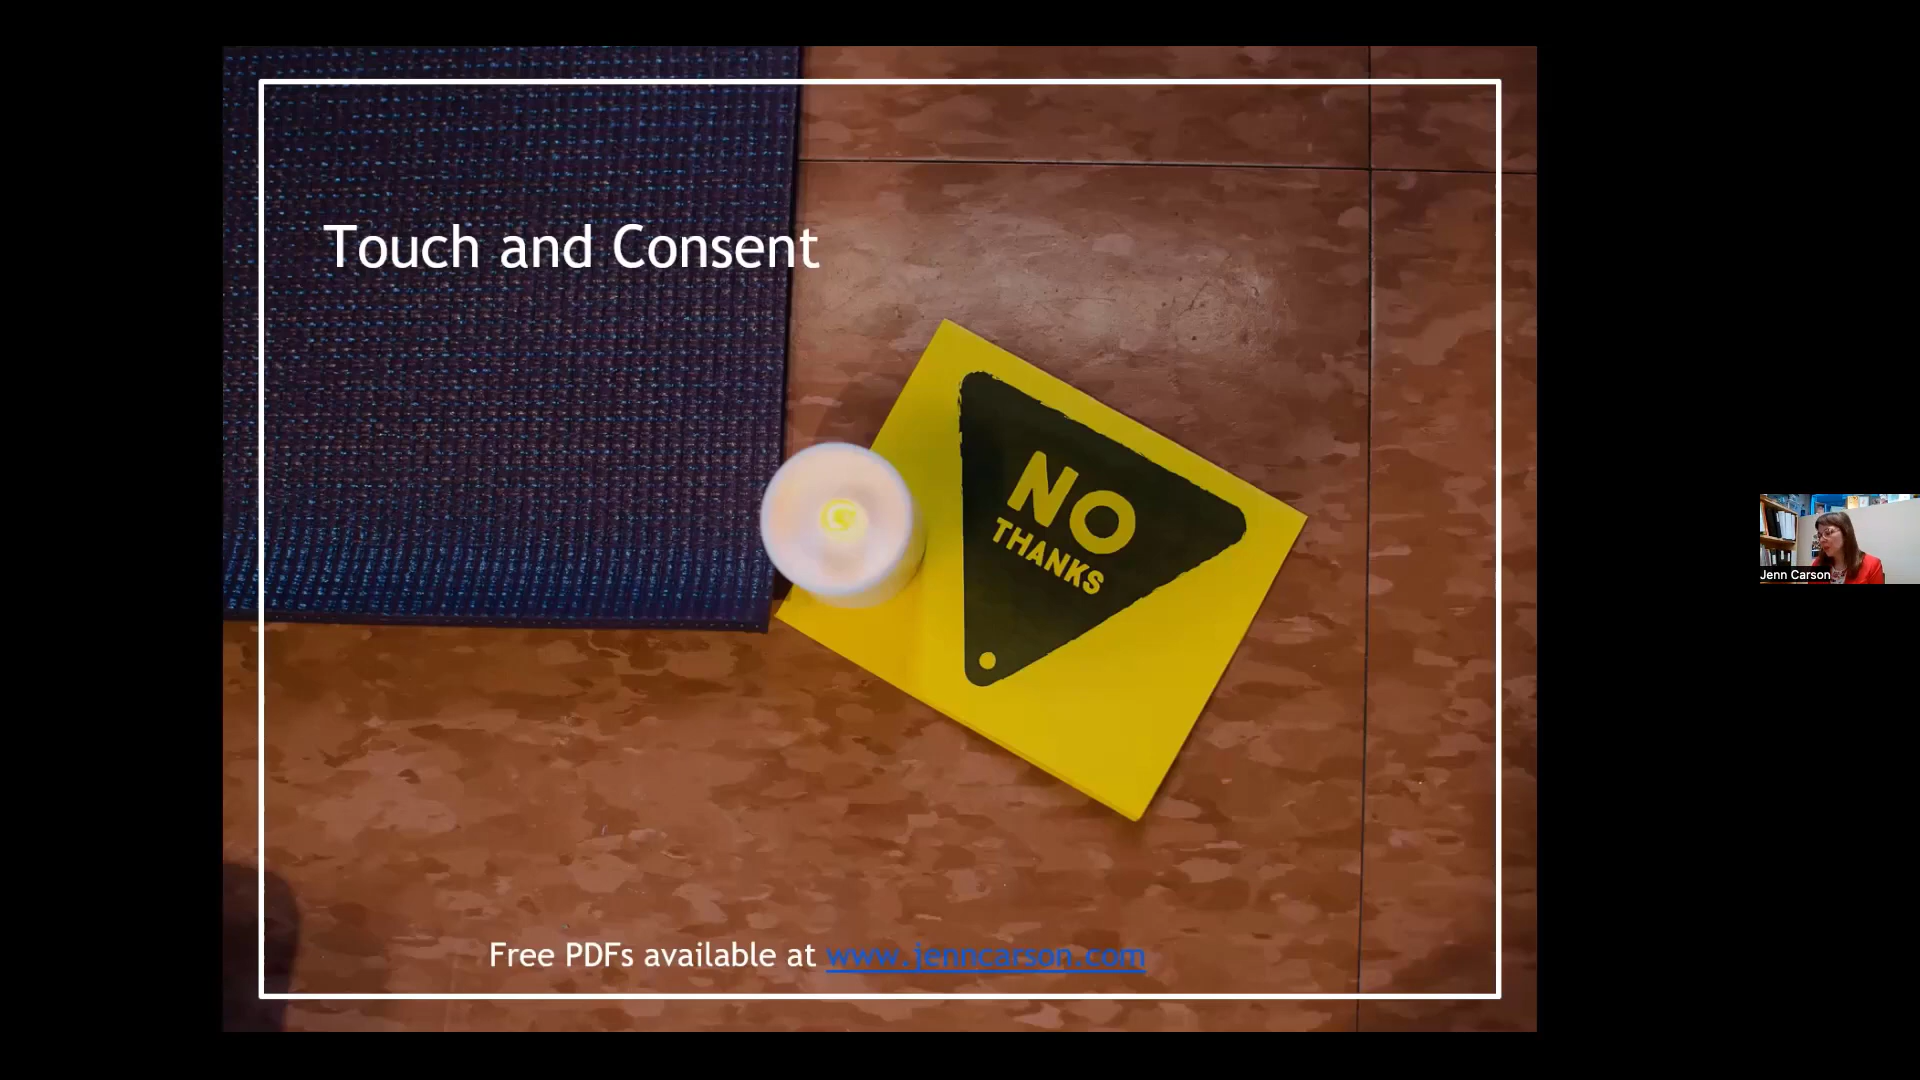 Touch and Consent
NO
THANKS
Jenn Carson
Free PDFs available at www.jenncarson.com